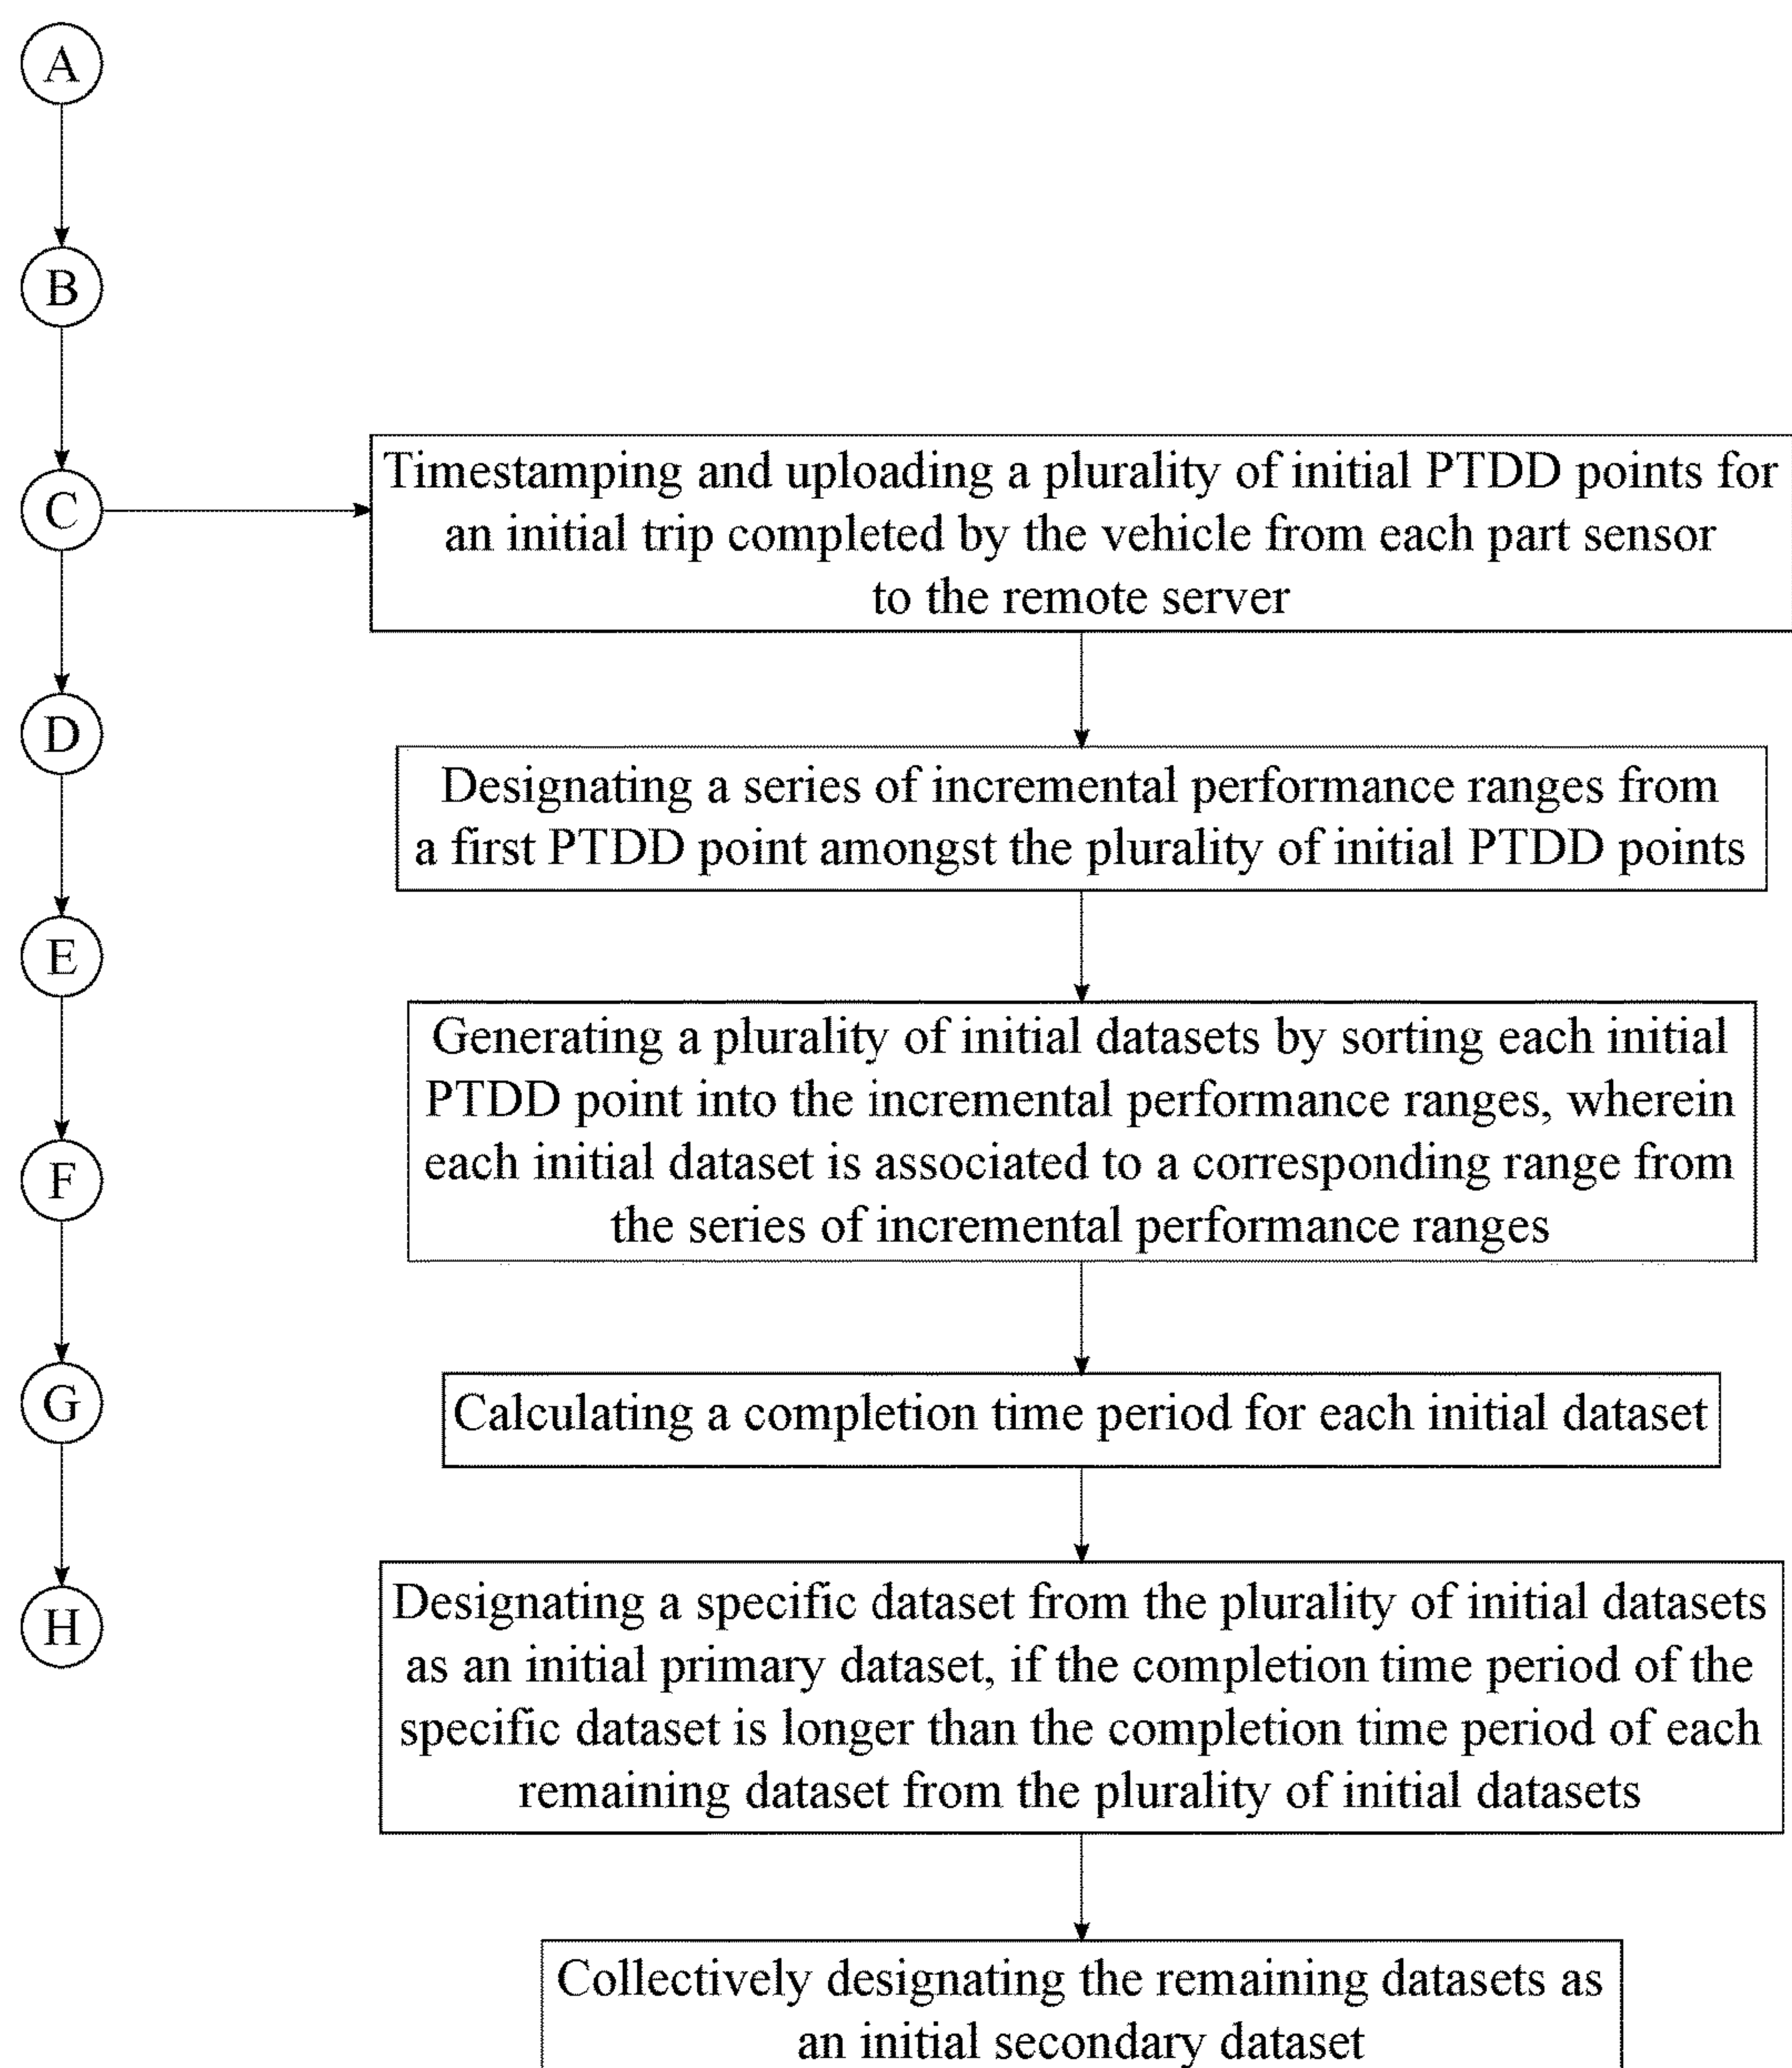 A
B
C
Timestamping and uploading a plurality of initial PTDD points for
an initial trip completed by the vehicle from each part sensor
to the remote server
D
Designating a series of incremental performance ranges from
a first PTDD point amongst the plurality of initial PTDD points
E
Generating a plurality of initial datasets by sorting each initial
PTDD point into the incremental performance ranges, wherein
each initial dataset is associated to a corresponding range from
the series of incremental performance ranges
F
G
Calculating a completion time period for each initial dataset
H
Designating a specific dataset from the plurality of initial datasets
as an initial primary dataset, if the completion time period of the
specific dataset is longer than the completion time period of each
remaining dataset from the plurality of initial datasets
Collectively designating the remaining datasets as
an initial secondary dataset